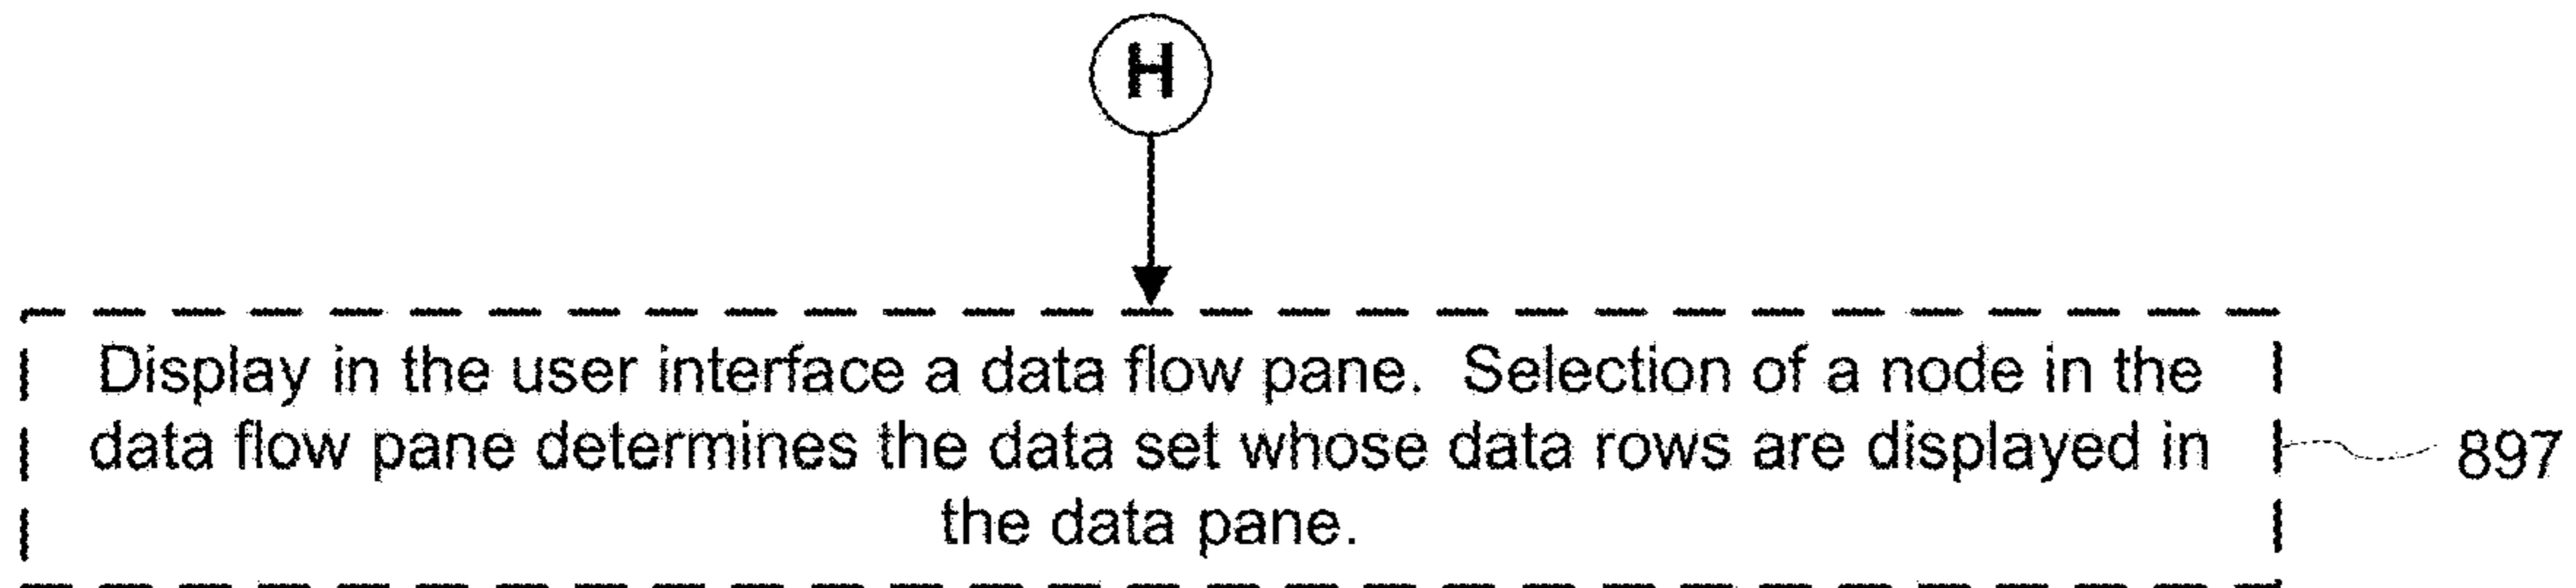 H
Display in the user interface a data flow pane.  Selection of a node in the
data flow pane determines the data set whose data rows are displayed in
the data pane.
897